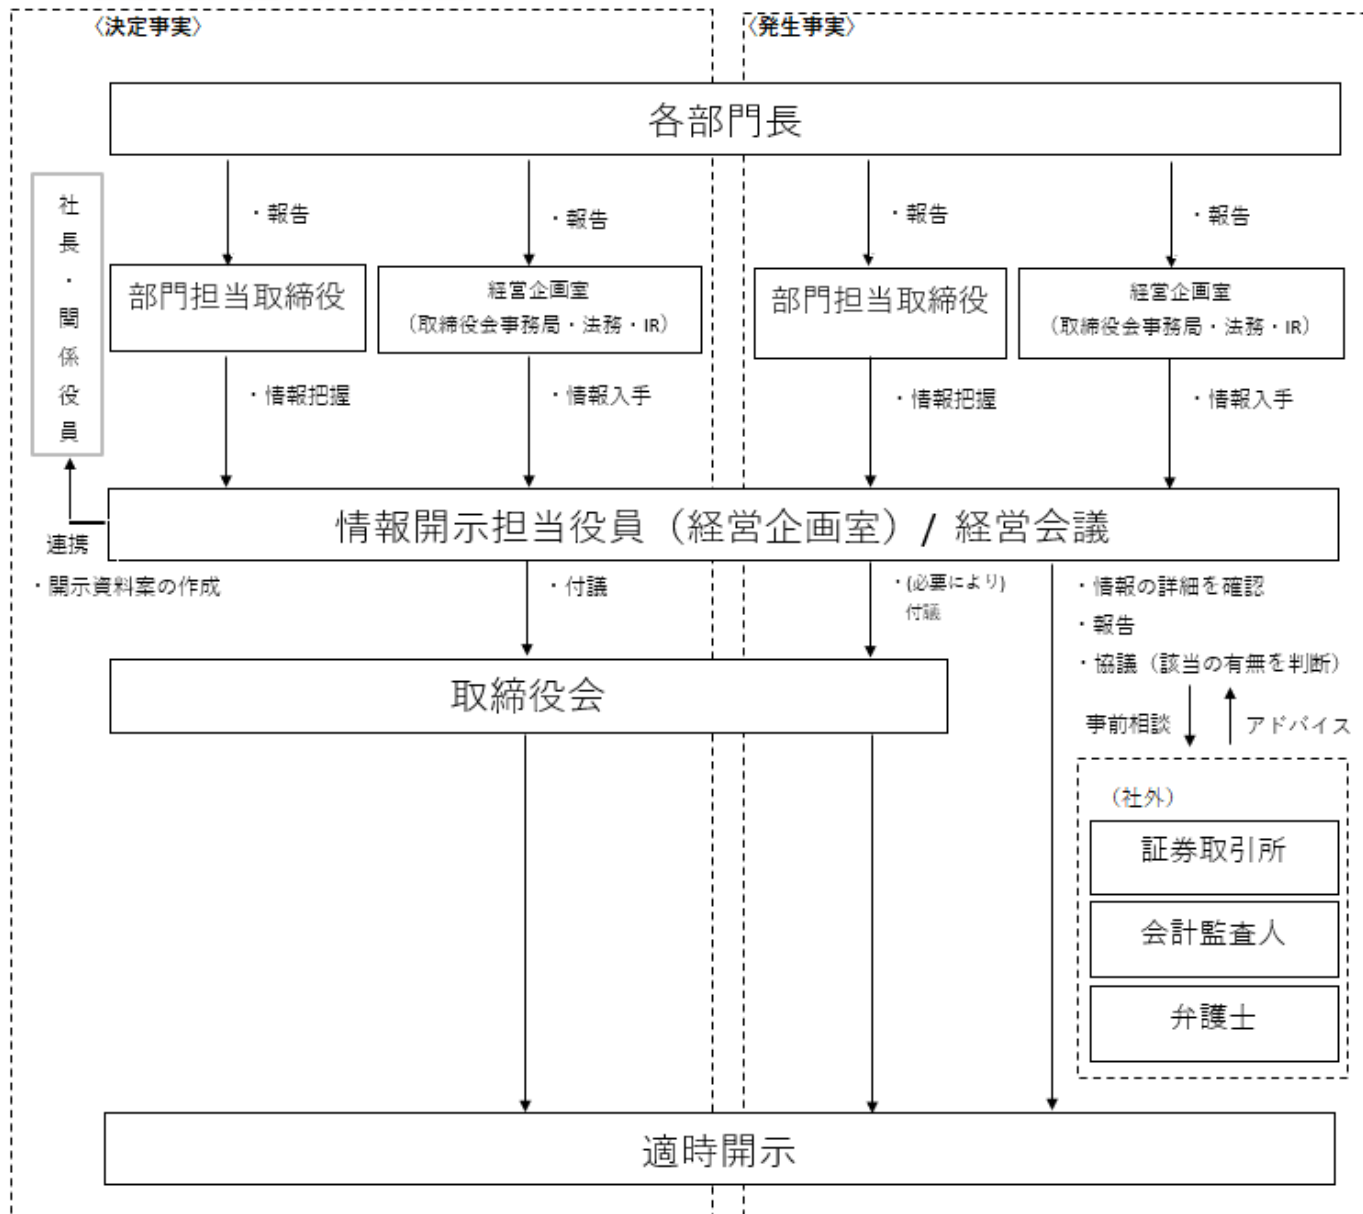 〈決定事実〉
〈発生事実〉
各部門長
社長・関係役員
・報告
・報告
・報告
・報告
部門担当取締役
経営企画室
（取締役会事務局・法務・IR）
部門担当取締役
経営企画室
（取締役会事務局・法務・IR）
・情報把握
・情報入手
・情報把握
・情報入手
情報開示担当役員（経営企画室）/ 経営会議
連携
・開示資料案の作成
・付議
・(必要により)
付議
・情報の詳細を確認
・報告
・協議（該当の有無を判断）
取締役会
事前相談
アドバイス
（社外）
証券取引所
会計監査人
弁護士
適時開示